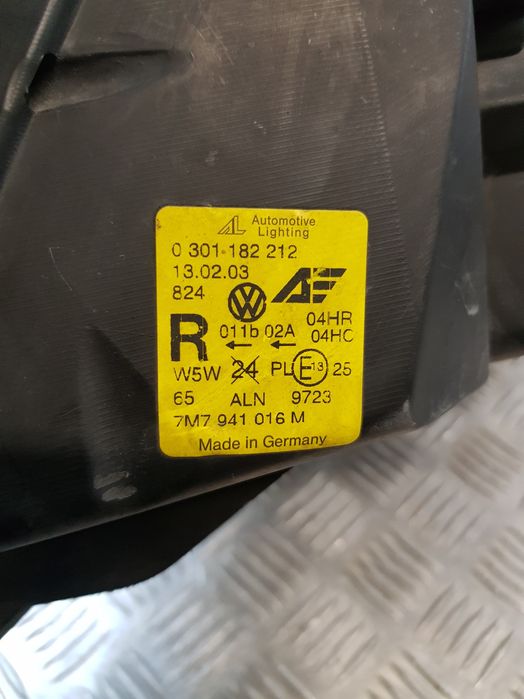 AL Automotive
Lighting
0 301 182 212
13.02.03
824
R 011b 02A 04HR
← ← 04HC
W5W 24 PL E 13 25
65 ALN 9723
7M7 941 016 M
Made in Germany